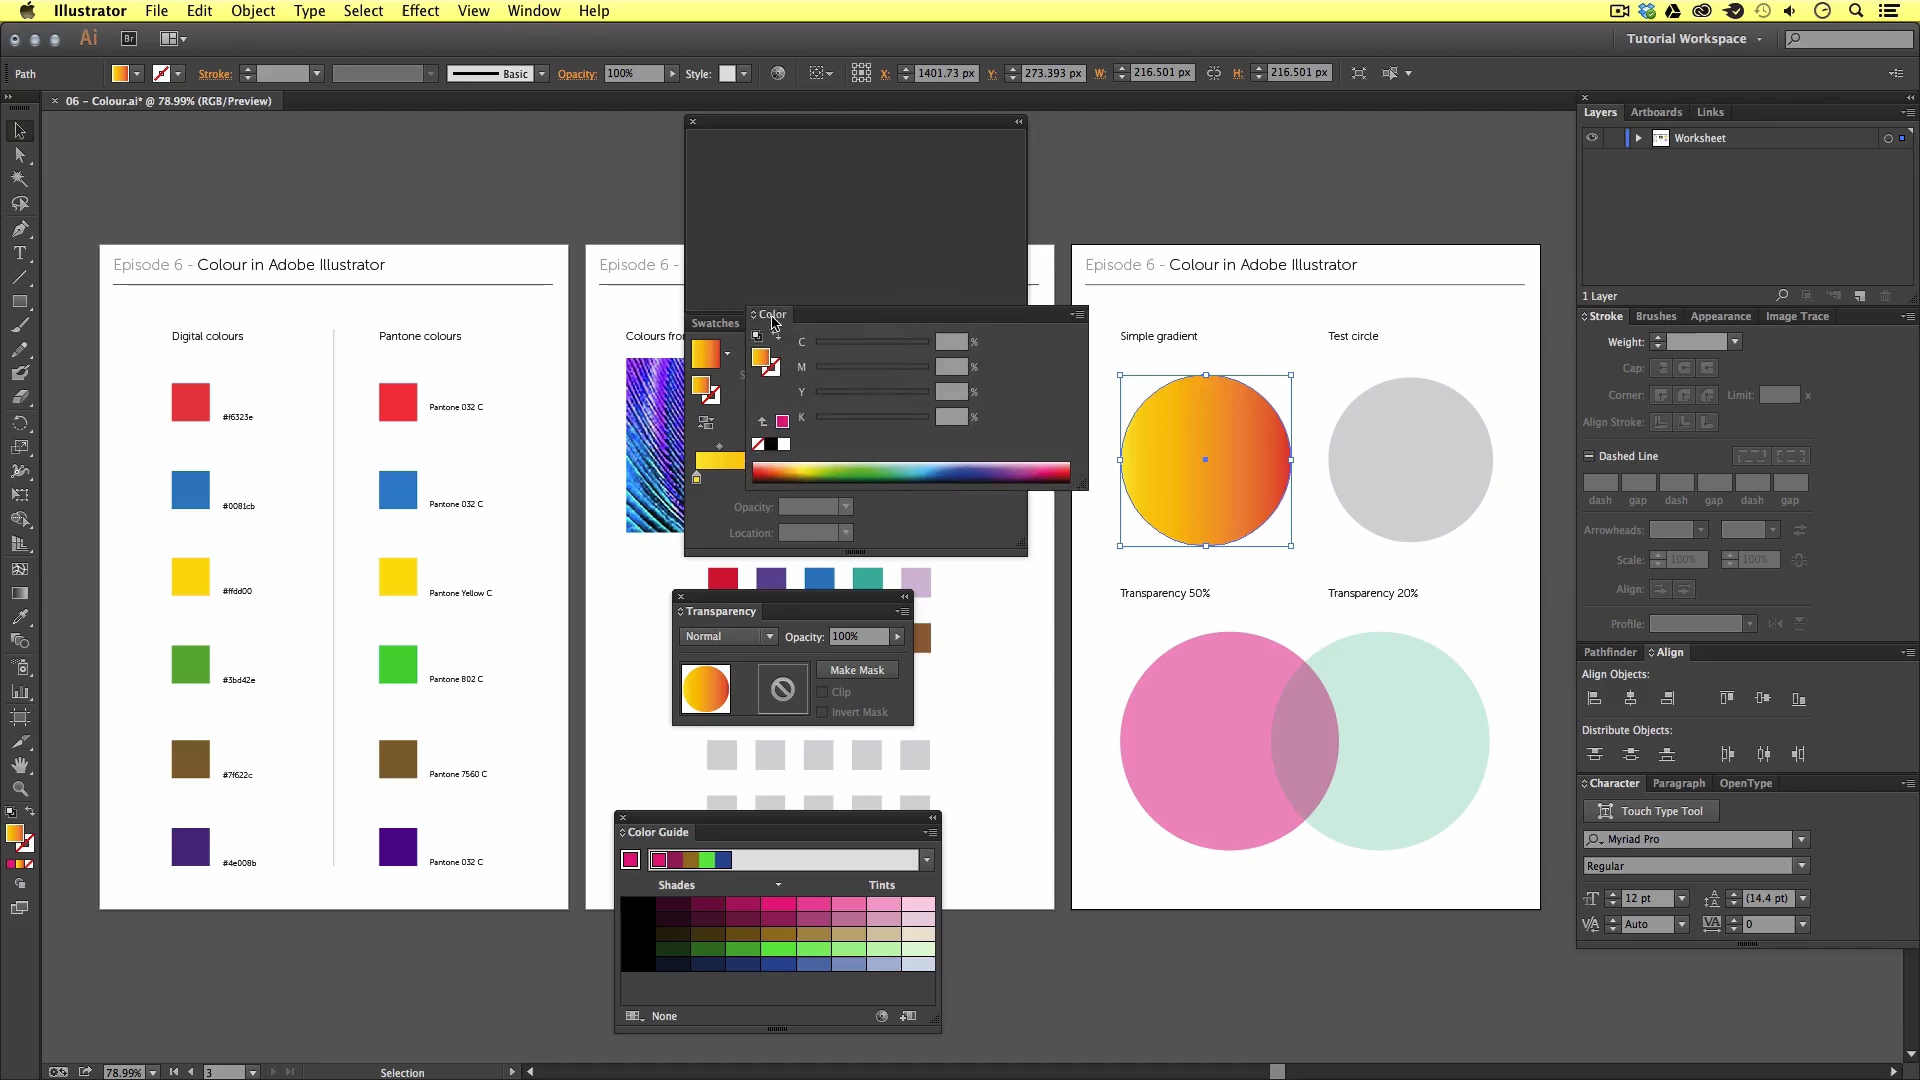 Illustrator File Edit Object Type Select Effect View Window Help
Ai Br Tutorial Workspace
Path Stroke: Basic Opacity: 100% Style: X: 1401.73 px Y: 273.393 px W: 216.501 px H: 216.501 px
06 – Colour.ai* @ 78.99% (RGB/Preview)
Layers Artboards Links
Worksheet
1 Layer
Episode 6 - Colour in Adobe Illustrator
Digital colours
Pantone colours
#f6323e
Pantone 032 C
#0081cb
Pantone 032 C
#ffdd00
Pantone Yellow C
#3bd42e
Pantone 802 C
#7f622c
Pantone 7560 C
#4e008b
Pantone 032 C
Episode 6 -
Colours fro
Swatches
Color
C %
M %
Y %
K %
Opacity:
Location:
Transparency
Normal Opacity: 100%
Make Mask
Clip
Invert Mask
Color Guide
Shades Tints
None
Episode 6 - Colour in Adobe Illustrator
Simple gradient
Test circle
Transparency 50%
Transparency 20%
Stroke Brushes Appearance Image Trace
Weight:
Cap:
Corner: Limit: x
Align Stroke:
Dashed Line
dash gap dash gap dash gap
Arrowheads:
Scale: 100% 100%
Align:
Profile:
Pathfinder Align
Align Objects:
Distribute Objects:
Character Paragraph OpenType
Touch Type Tool
Myriad Pro
Regular
12 pt (14.4 pt)
Auto 0
78.99% 3 Selection